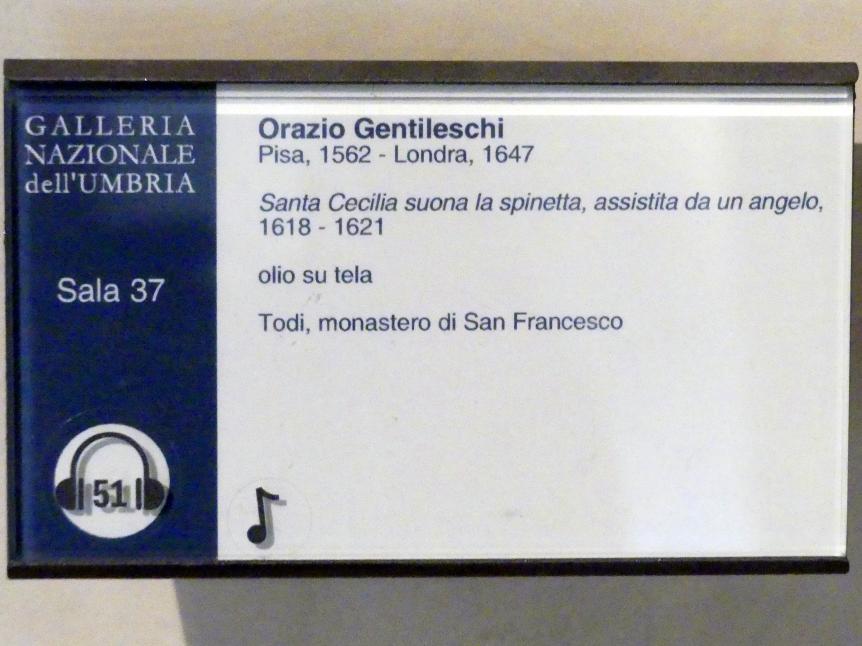 GALLERIA
NAZIONALE
dell'UMBRIA
Sala 37
51
Orazio Gentileschi
Pisa, 1562 - Londra, 1647
Santa Cecilia suona la spinetta, assistita da un angelo,
1618 - 1621
olio su tela
Todi, monastero di San Francesco